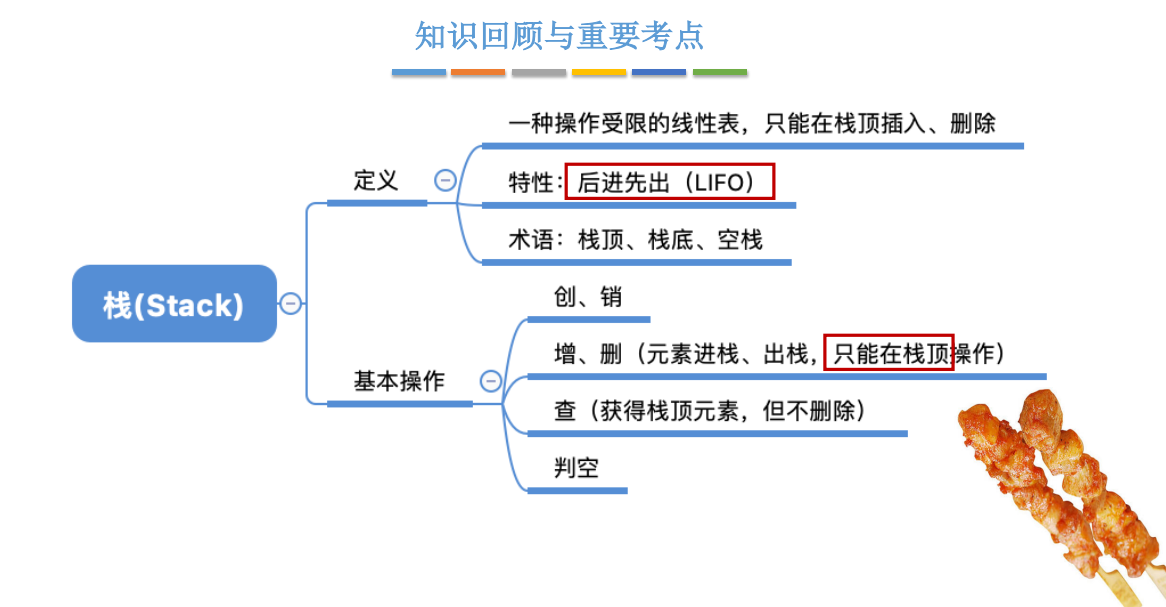 知识回顾与重要考点
一种操作受限的线性表，只能在栈顶插入、删除
定义
特性：后进先出（LIFO）
术语：栈顶、栈底、空栈
栈(Stack)
创、销
增、删（元素进栈、出栈，只能在栈顶操作）
基本操作
查（获得栈顶元素，但不删除）
判空